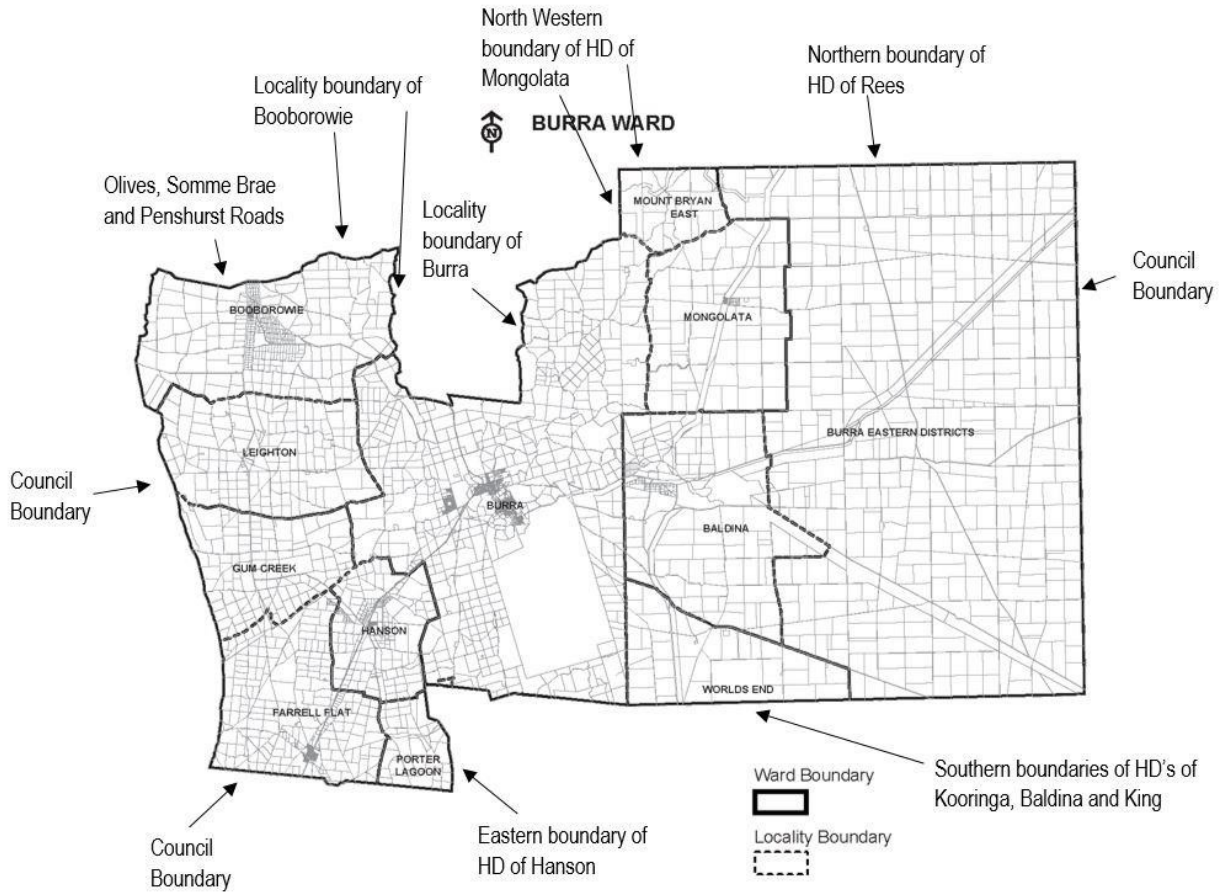 North Western
boundary of HD of
Mongolata
Northern boundary of
HD of Rees
Locality boundary of
Booborowie
N
BURRA WARD
Olives, Somme Brae
and Penshurst Roads
Locality
boundary of
Burra
MOUNT BRYAN
EAST
Council
Boundary
BOOBOROWIE
MONGOLATA
LEIGHTON
BURRA EASTERN DISTRICTS
Council
Boundary
BURRA
BALDINA
GUM CREEK
HANSON
WORLDS END
FARRELL FLAT
PORTER
LAGOON
Ward Boundary
Locality Boundary
Southern boundaries of HD's of
Kooringa, Baldina and King
Eastern boundary of
HD of Hanson
Council
Boundary